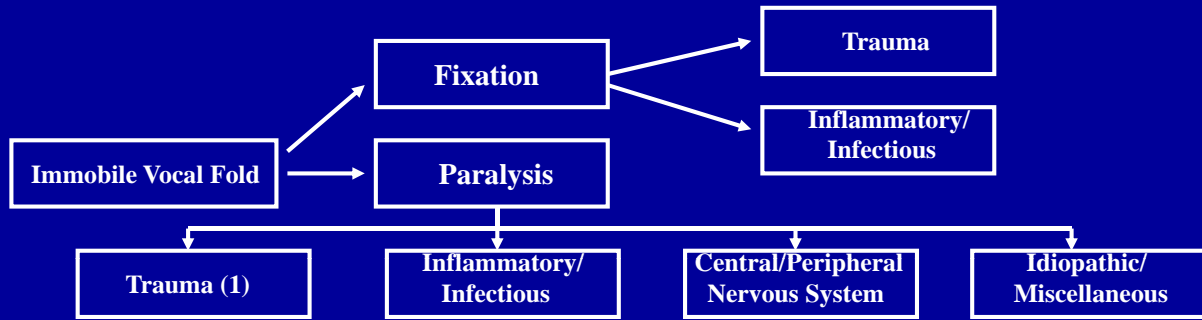 Trauma
Fixation
Inflammatory/
Infectious
Immobile Vocal Fold
Paralysis
Trauma (1)
Inflammatory/
Infectious
Central/Peripheral
Nervous System
Idiopathic/
Miscellaneous